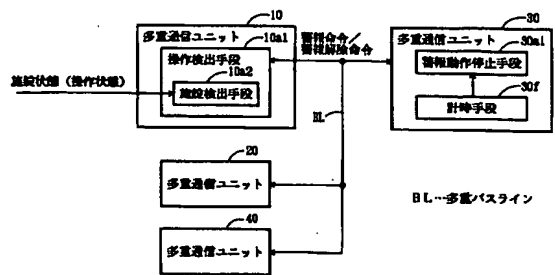 10
多重通信ユニット
10a1
操作検出手段
10a2
施錠検出手段
施錠状態（操作状態）
警報命令／
警報解除命令
30
多重通信ユニット
30a1
警報動作停止手段
30f
計時手段
BL
20
多重通信ユニット
40
多重通信ユニット
BL…多重バスライン